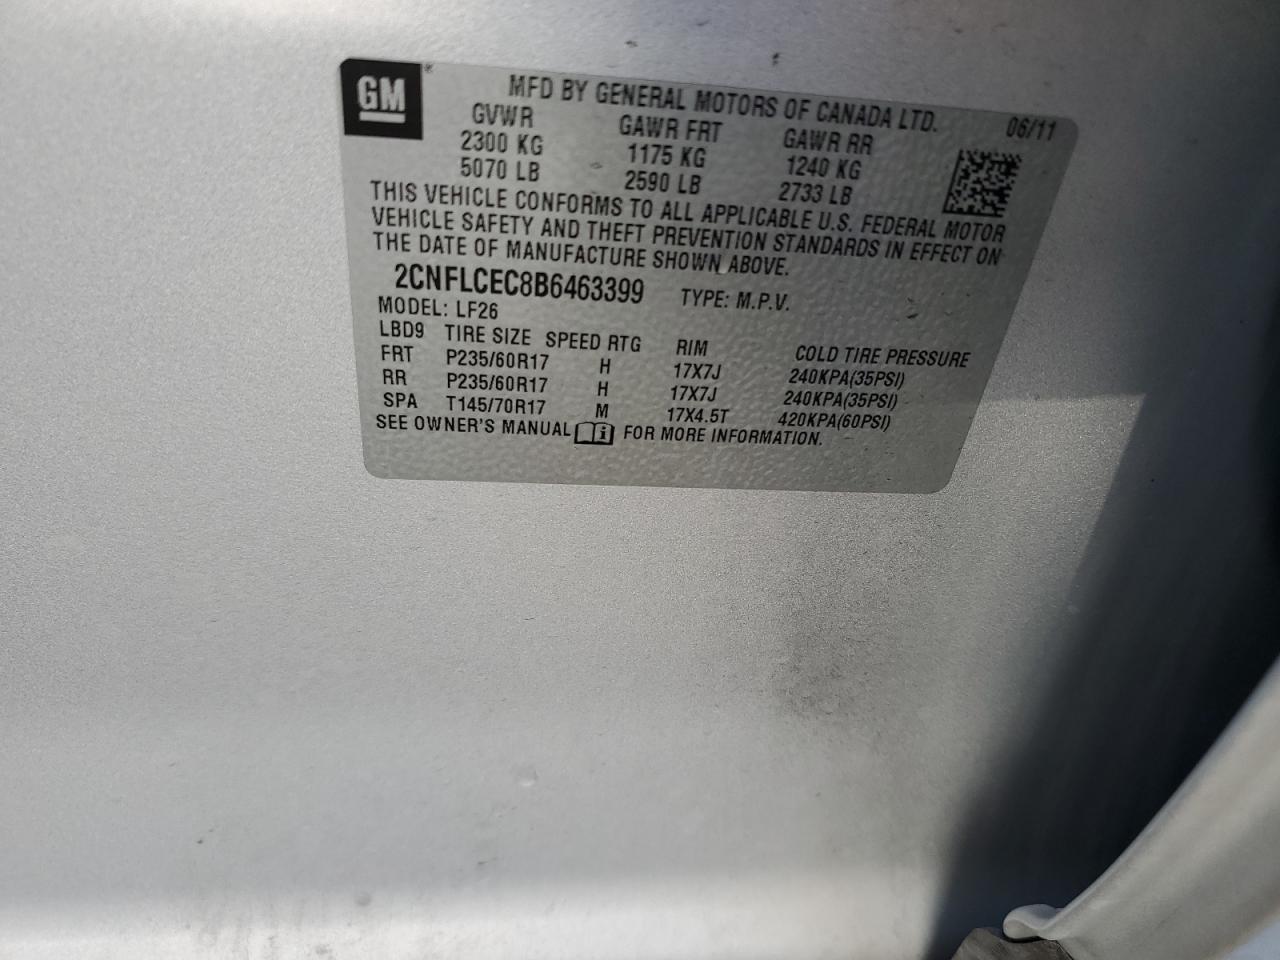 GM
MFD BY GENERAL MOTORS OF CANADA LTD. 06/11
GVWR GAWR FRT GAWR RR
2300 KG 1175 KG 1240 KG
5070 LB 2590 LB 2733 LB
THIS VEHICLE CONFORMS TO ALL APPLICABLE U.S. FEDERAL MOTOR
VEHICLE SAFETY AND THEFT PREVENTION STANDARDS IN EFFECT ON
THE DATE OF MANUFACTURE SHOWN ABOVE.
2CNFLCEC8B6463399 TYPE: M.P.V.
MODEL: LF26
LBD9 TIRE SIZE SPEED RTG RIM COLD TIRE PRESSURE
FRT P235/60R17 H 17X7J 240KPA(35PSI)
RR P235/60R17 H 17X7J 240KPA(35PSI)
SPA T145/70R17 M 17X4.5T 420KPA(60PSI)
SEE OWNER'S MANUAL FOR MORE INFORMATION.